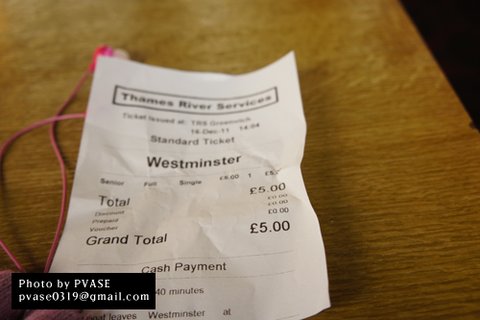 Thames River Services
Ticket Issued at: TRS Greenwich
16-Dec-11 14:04
Standard Ticket
Westminster
Senior Full Single £5.00 1
Total £5.00
Discount £0.00
Prepaid £0.00
Voucher £0.00
Grand Total £5.00
Cash Payment
40 minutes
leaves Westminster at
Photo by PVASE
pvase0319@gmail.com